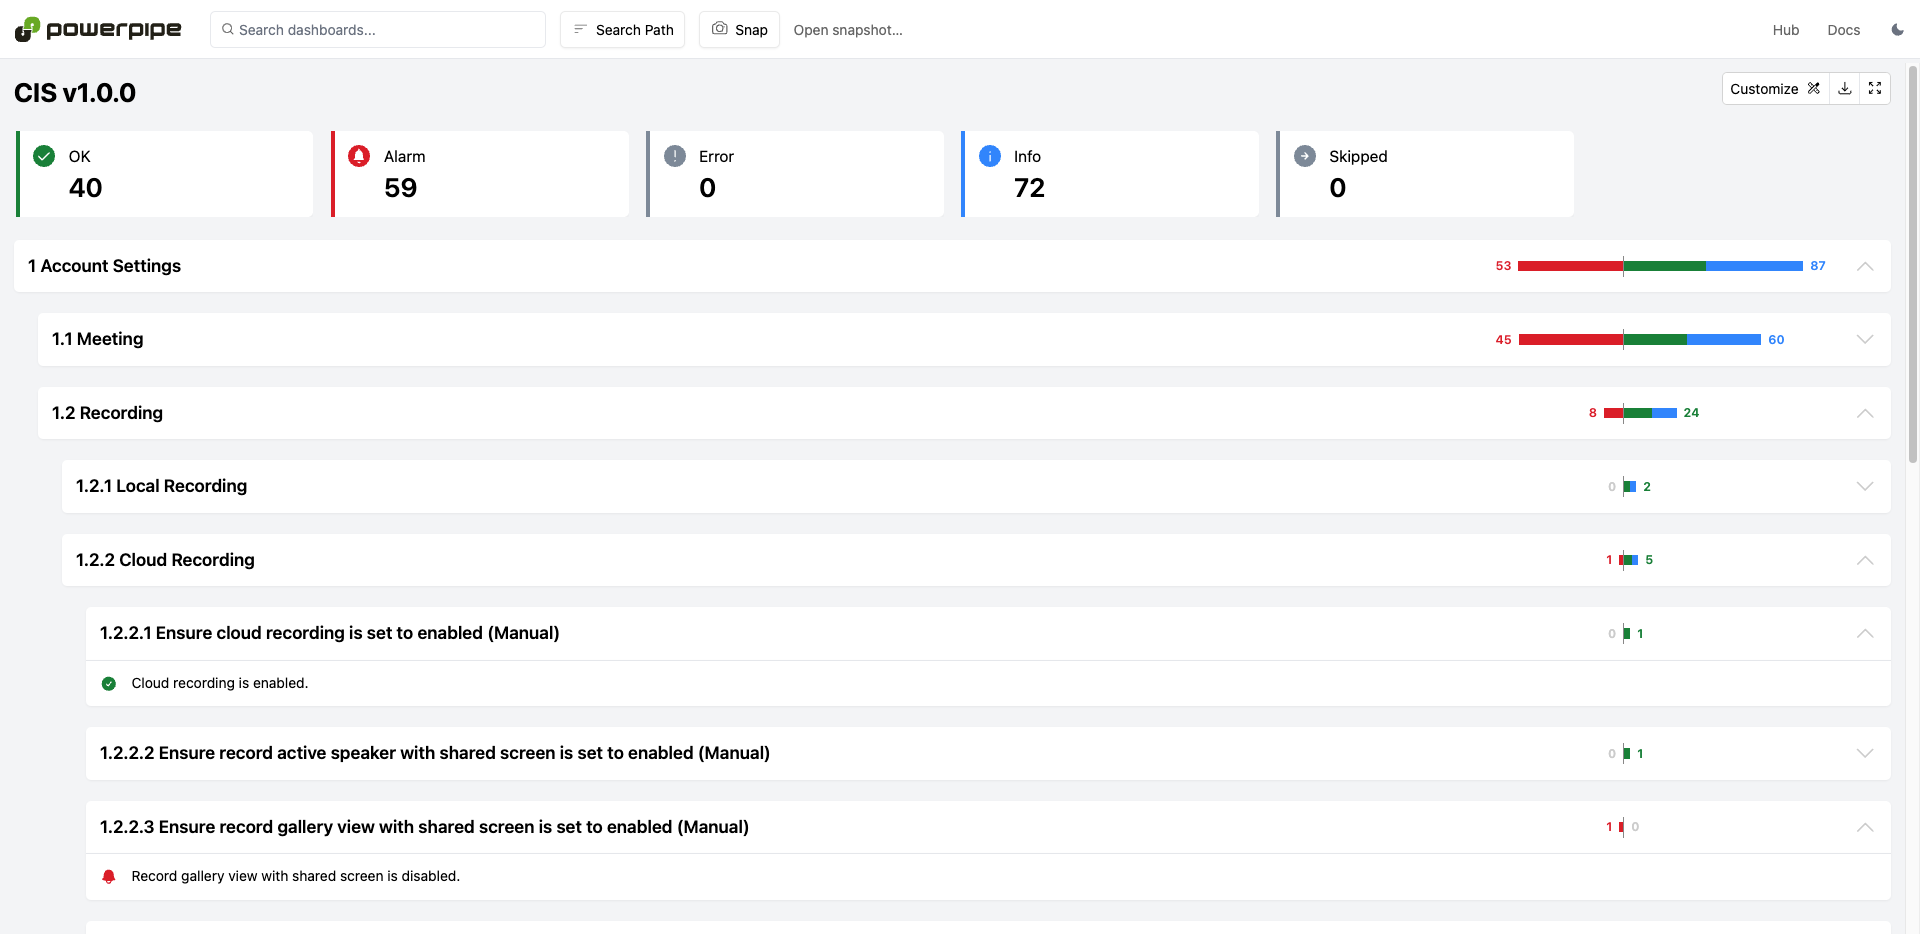 powerpipe
Search dashboards...
Search Path
Snap
Open snapshot...
Hub
Docs
CIS v1.0.0
Customize
OK
40
Alarm
59
Error
0
Info
72
Skipped
0
1 Account Settings
53
87
1.1 Meeting
45
60
1.2 Recording
8
24
1.2.1 Local Recording
0
2
1.2.2 Cloud Recording
1
5
1.2.2.1 Ensure cloud recording is set to enabled (Manual)
0
1
Cloud recording is enabled.
1.2.2.2 Ensure record active speaker with shared screen is set to enabled (Manual)
0
1
1.2.2.3 Ensure record gallery view with shared screen is set to enabled (Manual)
1
0
Record gallery view with shared screen is disabled.